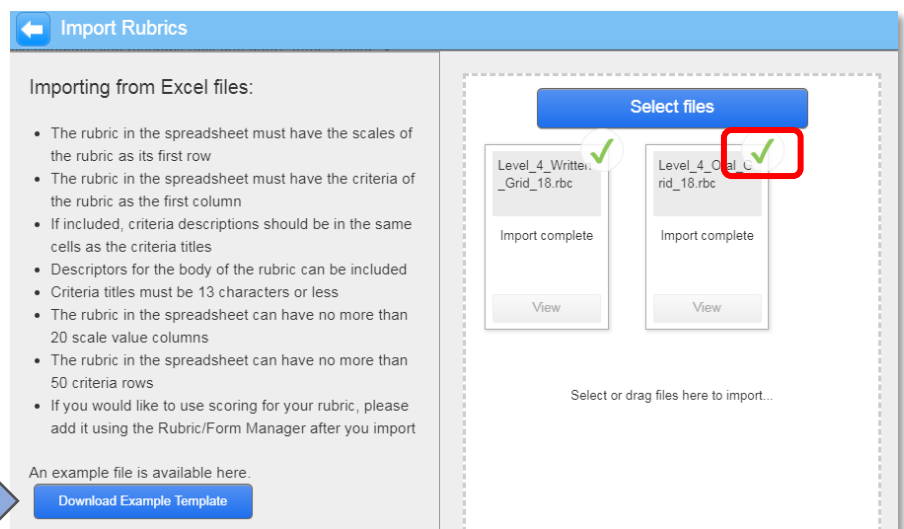 Import Rubrics
Importing from Excel files:
• The rubric in the spreadsheet must have the scales of
the rubric as its first row
• The rubric in the spreadsheet must have the criteria of
the rubric as the first column
• If included, criteria descriptions should be in the same
cells as the criteria titles
• Descriptors for the body of the rubric can be included
• Criteria titles must be 13 characters or less
• The rubric in the spreadsheet can have no more than
20 scale value columns
• The rubric in the spreadsheet can have no more than
50 criteria rows
• If you would like to use scoring for your rubric, please
add it using the Rubric/Form Manager after you import
An example file is available here.
Download Example Template
Select files
Level_4_Written
_Grid_18.rbc
Import complete
View
Level_4_Oral_G
rid_18.rbc
Import complete
View
Select or drag files here to import...